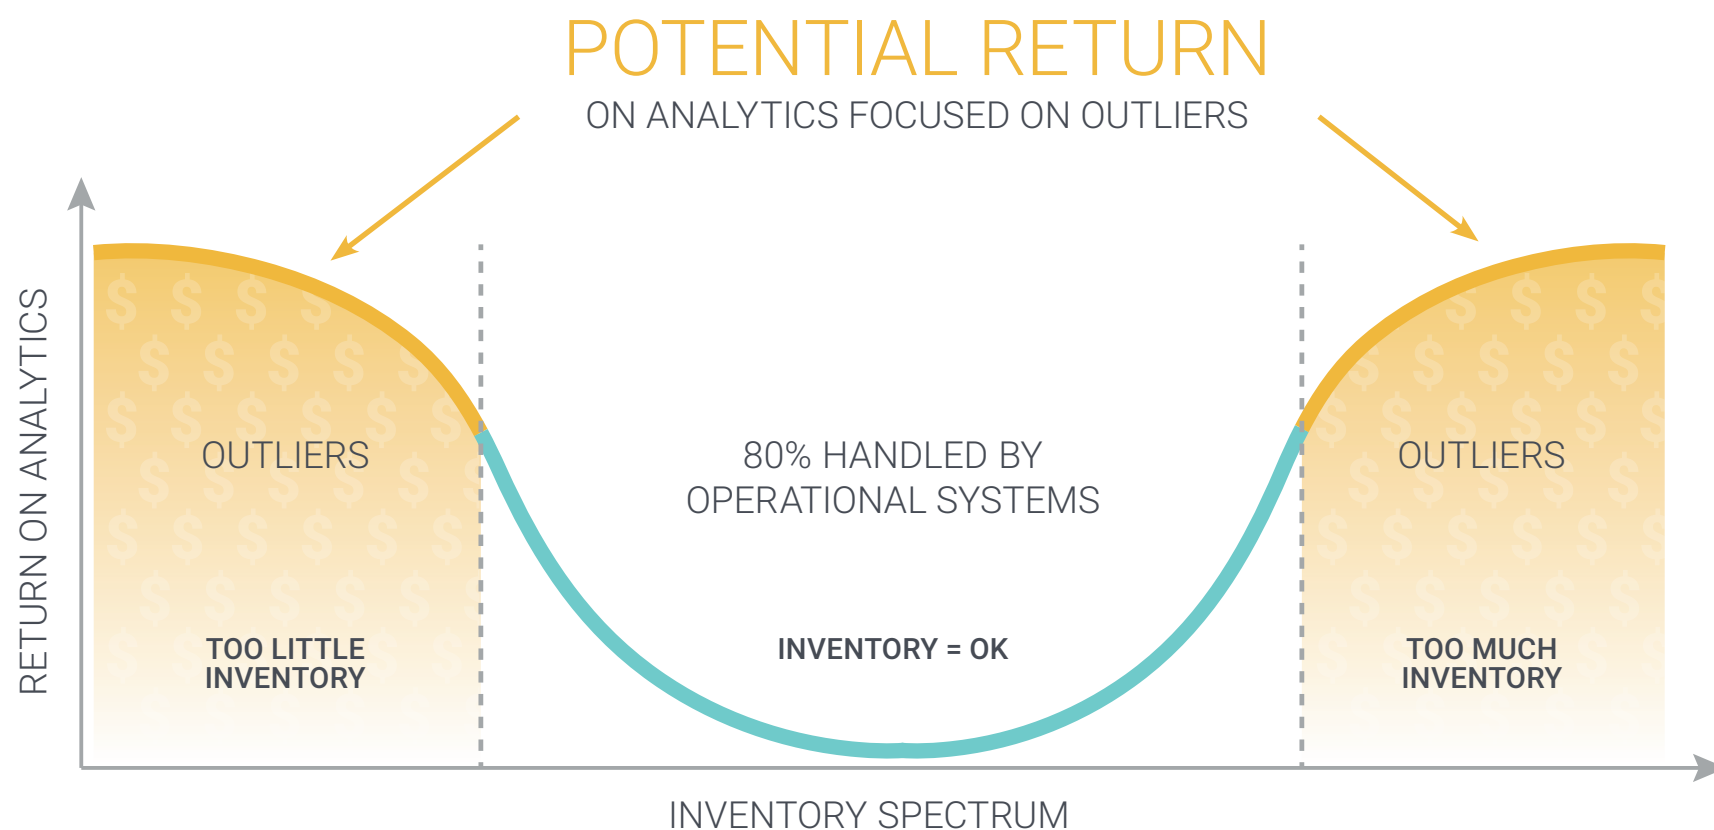 POTENTIAL RETURN
ON ANALYTICS FOCUSED ON OUTLIERS
RETURN ON ANALYTICS
OUTLIERS
TOO LITTLE
INVENTORY
80% HANDLED BY
OPERATIONAL SYSTEMS
INVENTORY = OK
OUTLIERS
TOO MUCH
INVENTORY
INVENTORY SPECTRUM